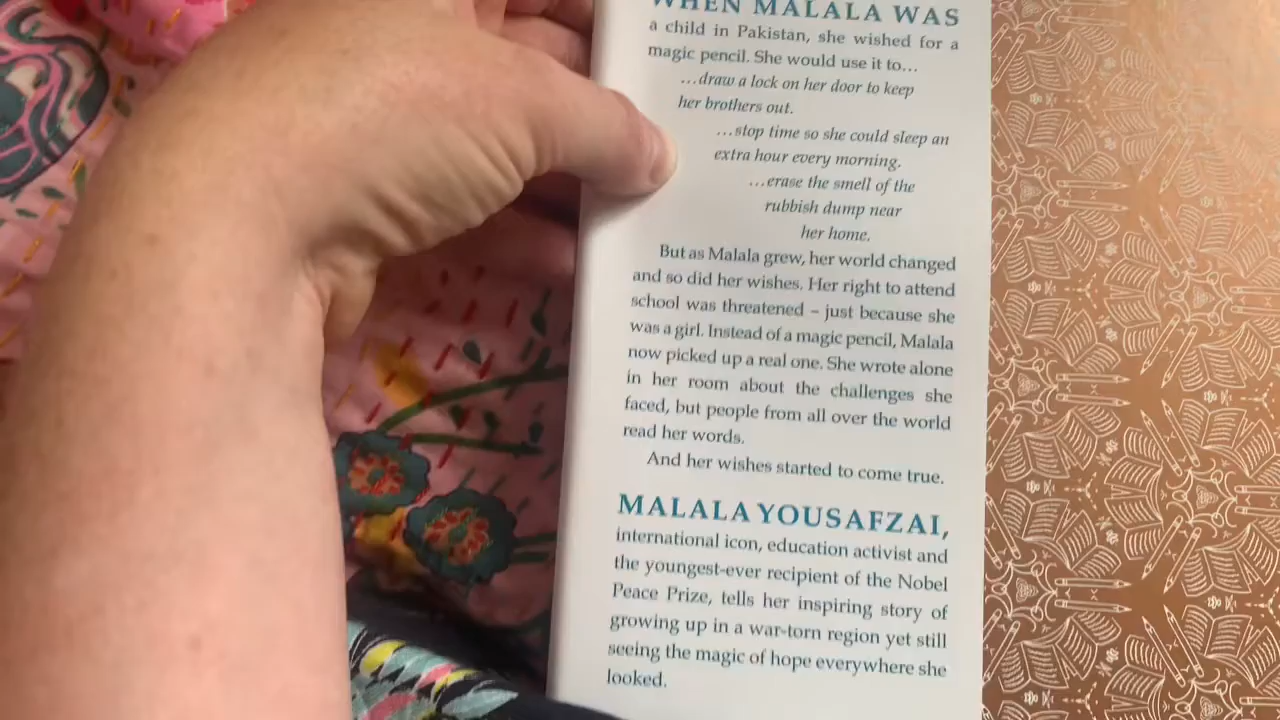 WHEN MALALA WAS
a child in Pakistan, she wished for a
magic pencil. She would use it to…
…draw a lock on her door to keep
her brothers out.
…stop time so she could sleep an
extra hour every morning.
…erase the smell of the
rubbish dump near
her home.
But as Malala grew, her world changed
and so did her wishes. Her right to attend
school was threatened – just because she
was a girl. Instead of a magic pencil, Malala
now picked up a real one. She wrote alone
in her room about the challenges she
faced, but people from all over the world
read her words.
And her wishes started to come true.
MALALA YOUSAFZAI,
international icon, education activist and
the youngest-ever recipient of the Nobel
Peace Prize, tells her inspiring story of
growing up in a war-torn region yet still
seeing the magic of hope everywhere she
looked.